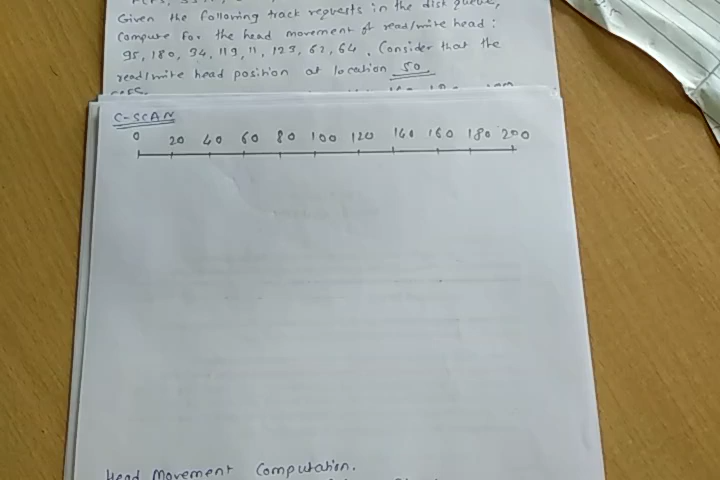 Given the following track requests in the disk queue,
Compute for the head movement of read/write head:
95, 180, 34, 119, 11, 123, 62, 64. Consider that the
read/write head position at location 50
C-SCAN
0 20 40 60 80 100 120 140 160 180 200
Head Movement Computation.